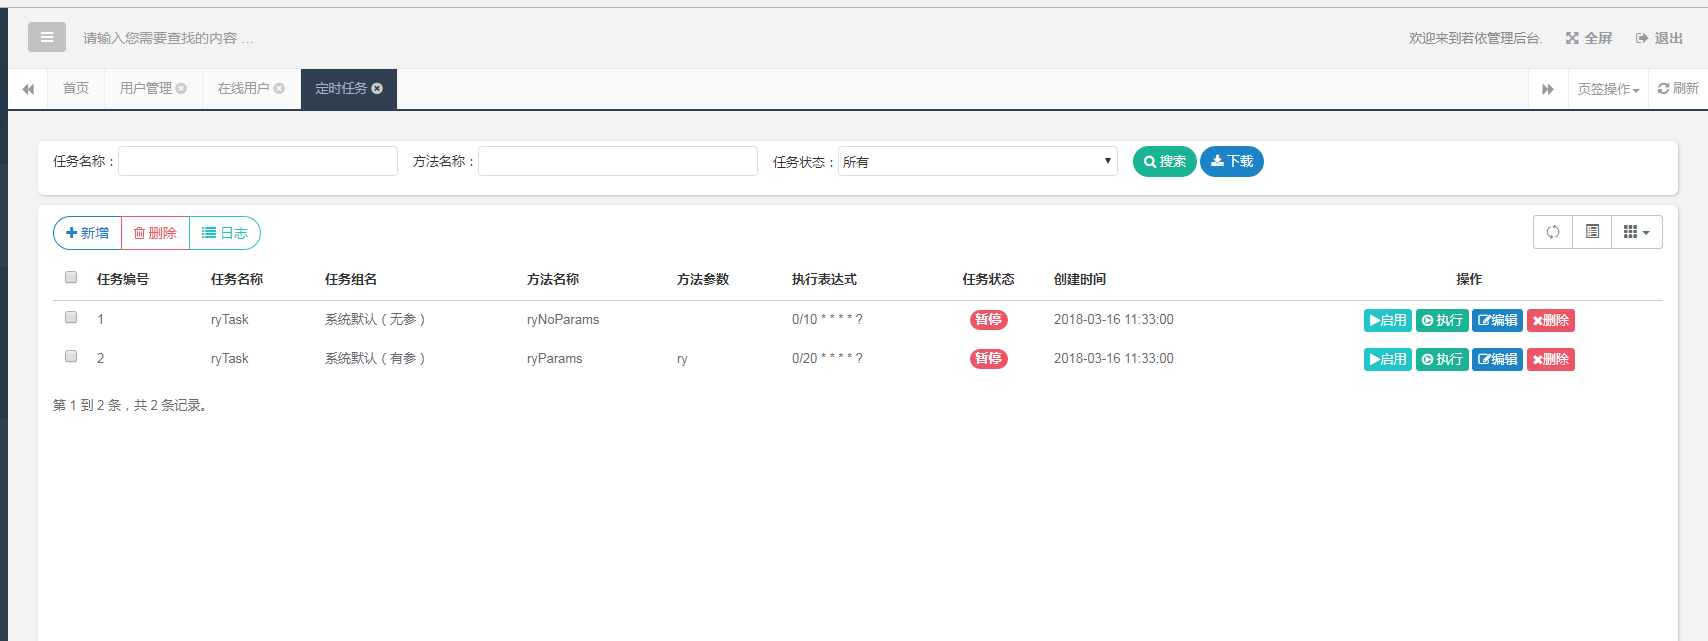 请输入您需要查找的内容 … 欢迎来到若依管理后台. 全屏 退出
首页 用户管理 在线用户 定时任务 页签操作 刷新
任务名称： 方法名称： 任务状态： 所有 搜索 下载
新增 删除 日志
任务编号 任务名称 任务组名 方法名称 方法参数 执行表达式 任务状态 创建时间 操作
1 ryTask 系统默认（无参） ryNoParams 0/10 * * * * ? 暂停 2018-03-16 11:33:00 启用 执行 编辑 删除
2 ryTask 系统默认（有参） ryParams ry 0/20 * * * * ? 暂停 2018-03-16 11:33:00 启用 执行 编辑 删除
第 1 到 2 条，共 2 条记录。